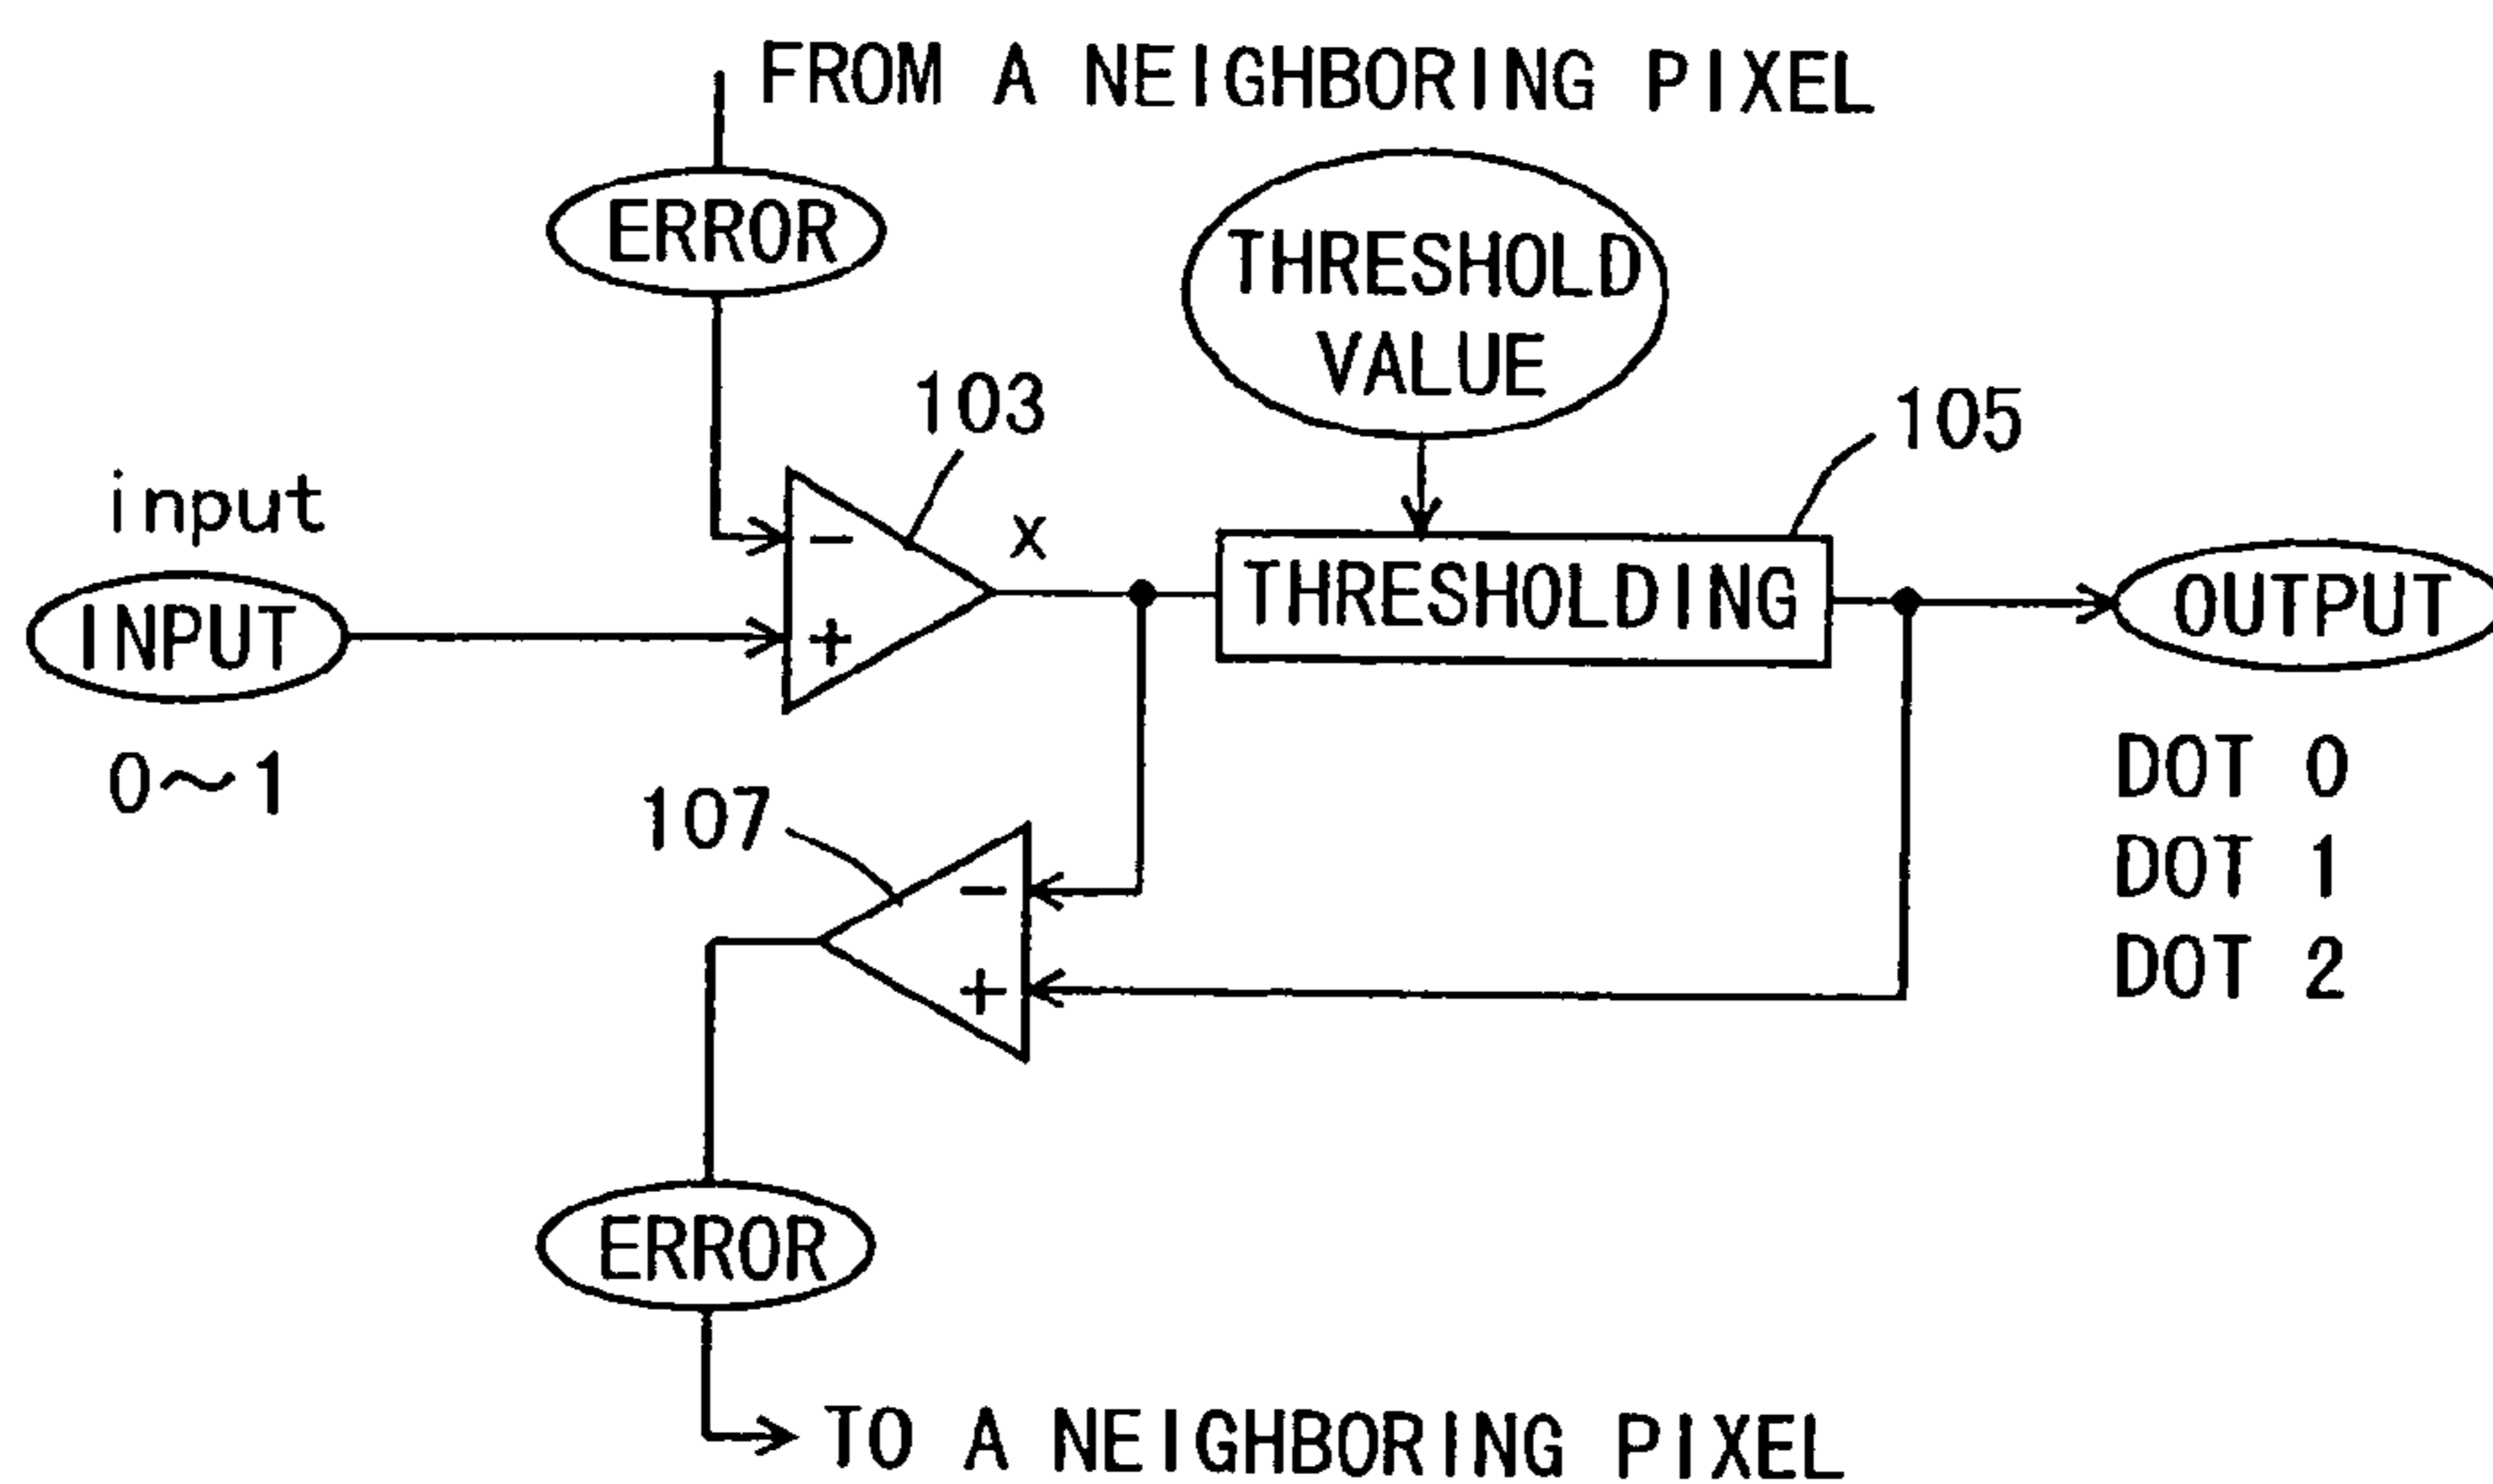 FROM A NEIGHBORING PIXEL
ERROR
THRESHOLD
VALUE
103
105
input
x
-
+
INPUT
THRESHOLDING
OUTPUT
0～1
DOT 0
DOT 1
DOT 2
107
-
+
ERROR
TO A NEIGHBORING PIXEL